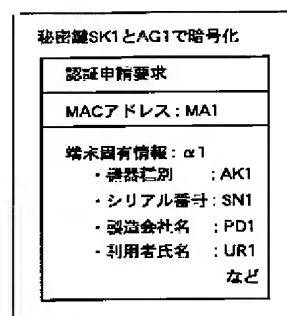 秘密鍵SK1とAG1で暗号化
認証申請要求
MACアドレス：MA1
端末固有情報：α1
・機器種別　：AK1
・シリアル番号：SN1
・製造会社名　：PD1
・利用者氏名　：UR1
など